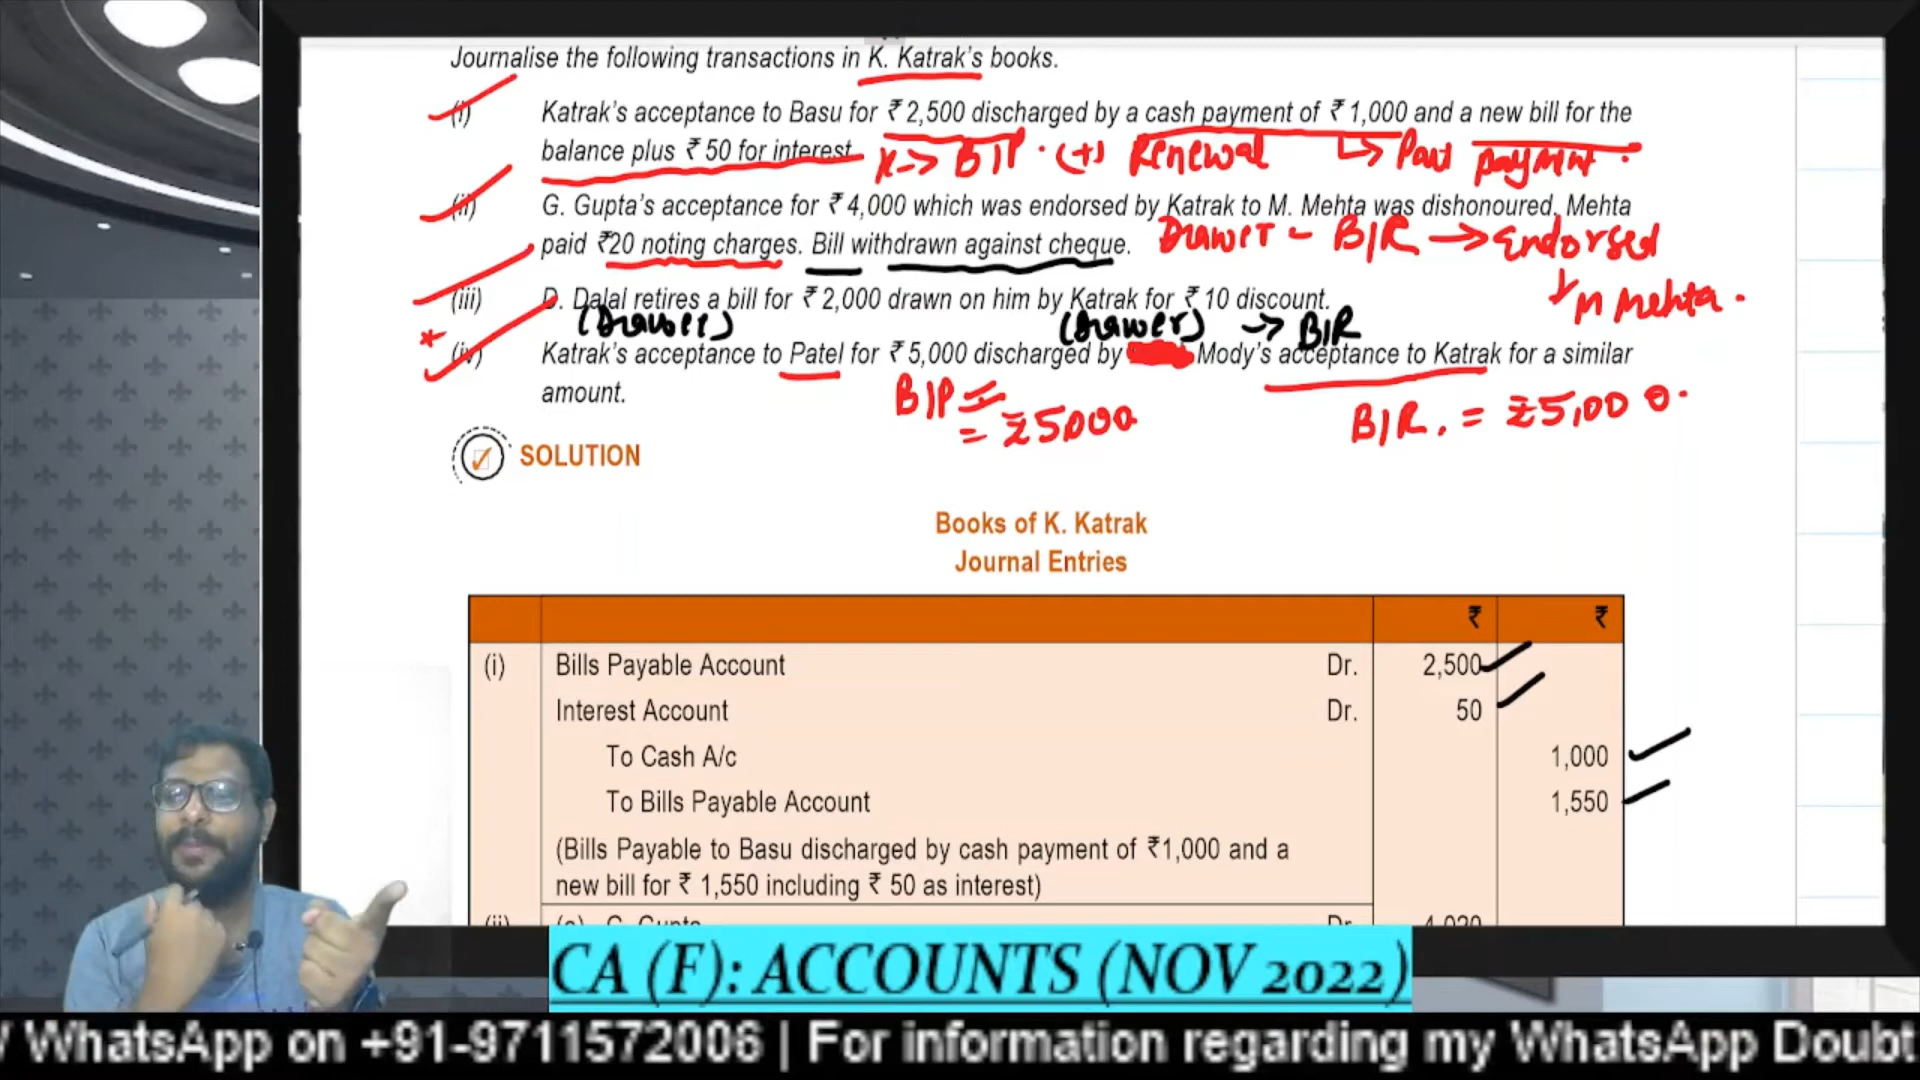 Journalise the following transactions in K. Katrak's books.
(i) Katrak's acceptance to Basu for ₹ 2,500 discharged by a cash payment of ₹ 1,000 and a new bill for the
balance plus ₹ 50 for interest.
K -> B/P. (+) Renewal -> Part payment.
(ii) G. Gupta's acceptance for ₹ 4,000 which was endorsed by Katrak to M. Mehta was dishonoured. Mehta
paid ₹20 noting charges. Bill withdrawn against cheque.
Drawer - B/R -> Endorsed
M Mehta.
(iii) D. Dalal retires a bill for ₹ 2,000 drawn on him by Katrak for ₹ 10 discount.
(Drawer) -> B/R
(iv) Katrak's acceptance to Patel for ₹ 5,000 discharged by Mody's acceptance to Katrak for a similar
amount.
B/P = ₹5,000
B/R. = ₹5,000.
SOLUTION
Books of K. Katrak
Journal Entries
₹ ₹
(i) Bills Payable Account Dr. 2,500
Interest Account Dr. 50
To Cash A/c 1,000
To Bills Payable Account 1,550
(Bills Payable to Basu discharged by cash payment of ₹1,000 and a
new bill for ₹ 1,550 including ₹ 50 as interest)
(ii) (a) G. Gupta Dr. 4,020
CA (F): ACCOUNTS (NOV 2022)
/ WhatsApp on +91-9711572006 | For information regarding my WhatsApp Doubt